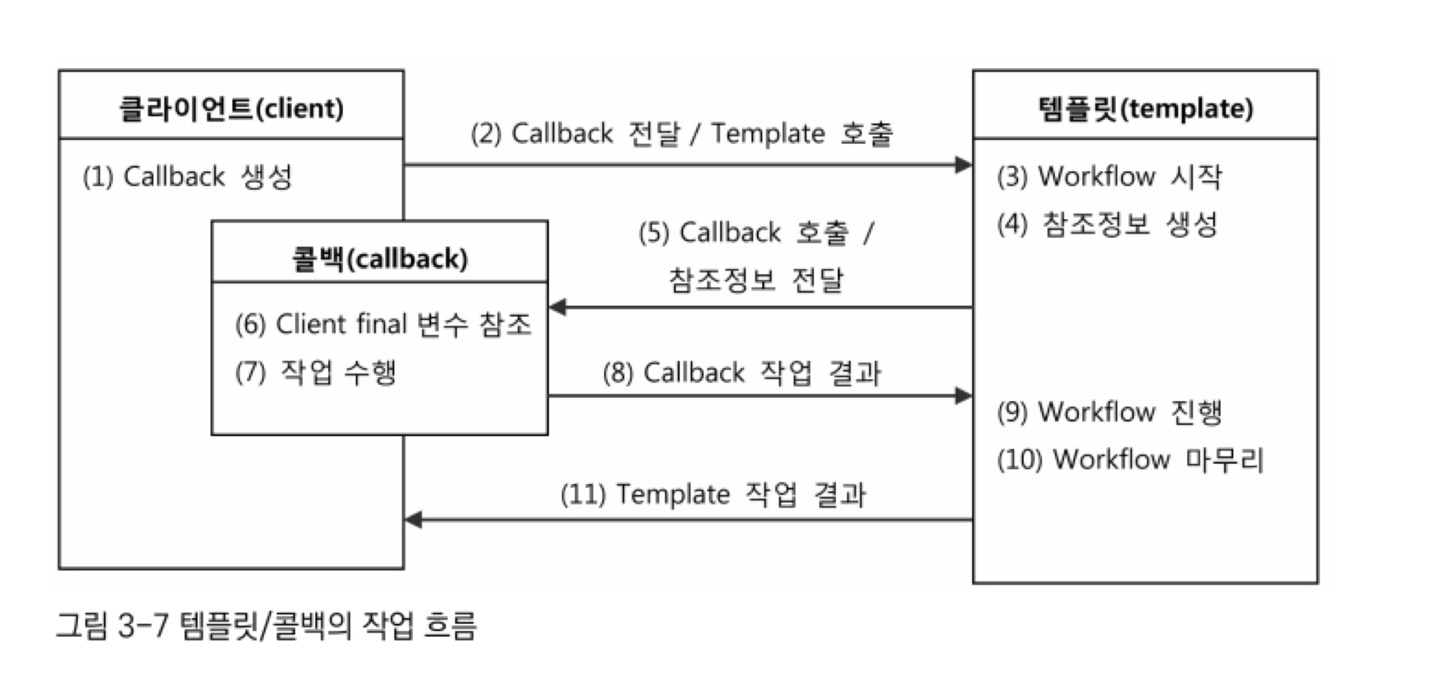 클라이언트(client)
(1) Callback 생성
(2) Callback 전달 / Template 호출
템플릿(template)
(3) Workflow 시작
(4) 참조정보 생성
(5) Callback 호출 /
참조정보 전달
콜백(callback)
(6) Client final 변수 참조
(7) 작업 수행
(8) Callback 작업 결과
(9) Workflow 진행
(10) Workflow 마무리
(11) Template 작업 결과
그림 3-7 템플릿/콜백의 작업 흐름